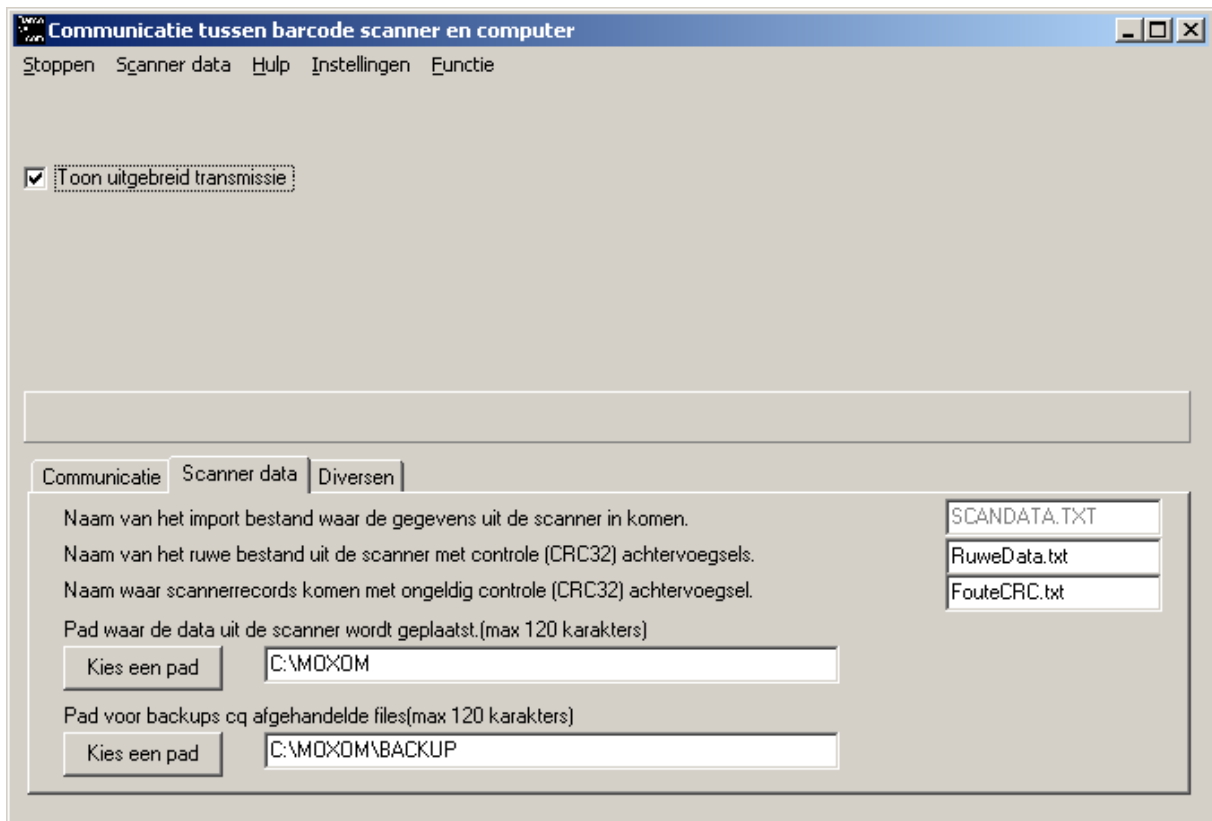 Communicatie tussen barcode scanner en computer
Stoppen Scanner data Hulp Instellingen Functie
Toon uitgebreid transmissie
Communicatie Scanner data Diversen
Naam van het import bestand waar de gegevens uit de scanner in komen. SCANDATA.TXT
Naam van het ruwe bestand uit de scanner met controle (CRC32) achtervoegsels. RuweData.txt
Naam waar scannerrecords komen met ongeldig controle (CRC32) achtervoegsel. FouteCRC.txt
Pad waar de data uit de scanner wordt geplaatst.(max 120 karakters)
Kies een pad C:\MOXOM
Pad voor backups cq afgehandelde files(max 120 karakters)
Kies een pad C:\MOXOM\BACKUP